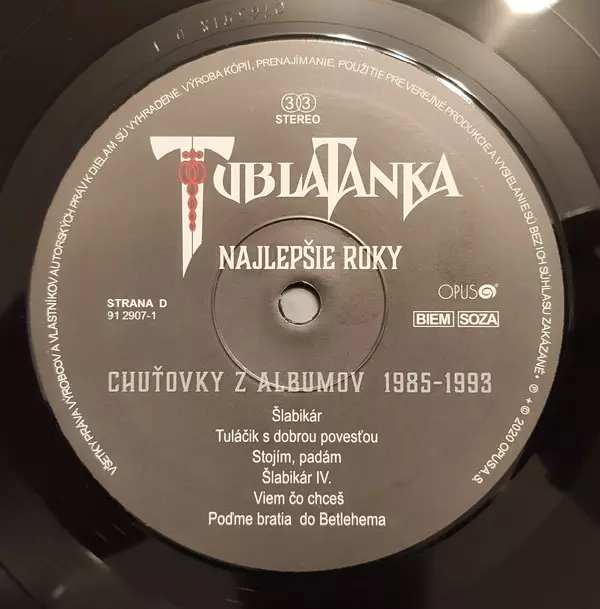 VŠETKY PRÁVA VÝROBCOV A VLASTNÍKOV AUTORSKÝCH PRÁV K DIELAM SÚ VYHRADENÉ. VÝROBA KÓPIÍ, PRENAJÍMANIE, POUŽITIE PRE VEREJNÉ PRODUKCIE A VYSIELANIE SÚ BEZ ICH SÚHLASU ZAKÁZANÉ • ℗ + © 2020 OPUS A.S.
33
STEREO
TUBLATANKA
NAJLEPŠIE ROKY
STRANA D
91 2907-1
OPUS
BIEM SOZA
CHUŤOVKY Z ALBUMOV 1985-1993
Šlabikár
Tuláčik s dobrou povesťou
Stojím, padám
Šlabikár IV.
Viem čo chceš
Poďme bratia do Betlehema